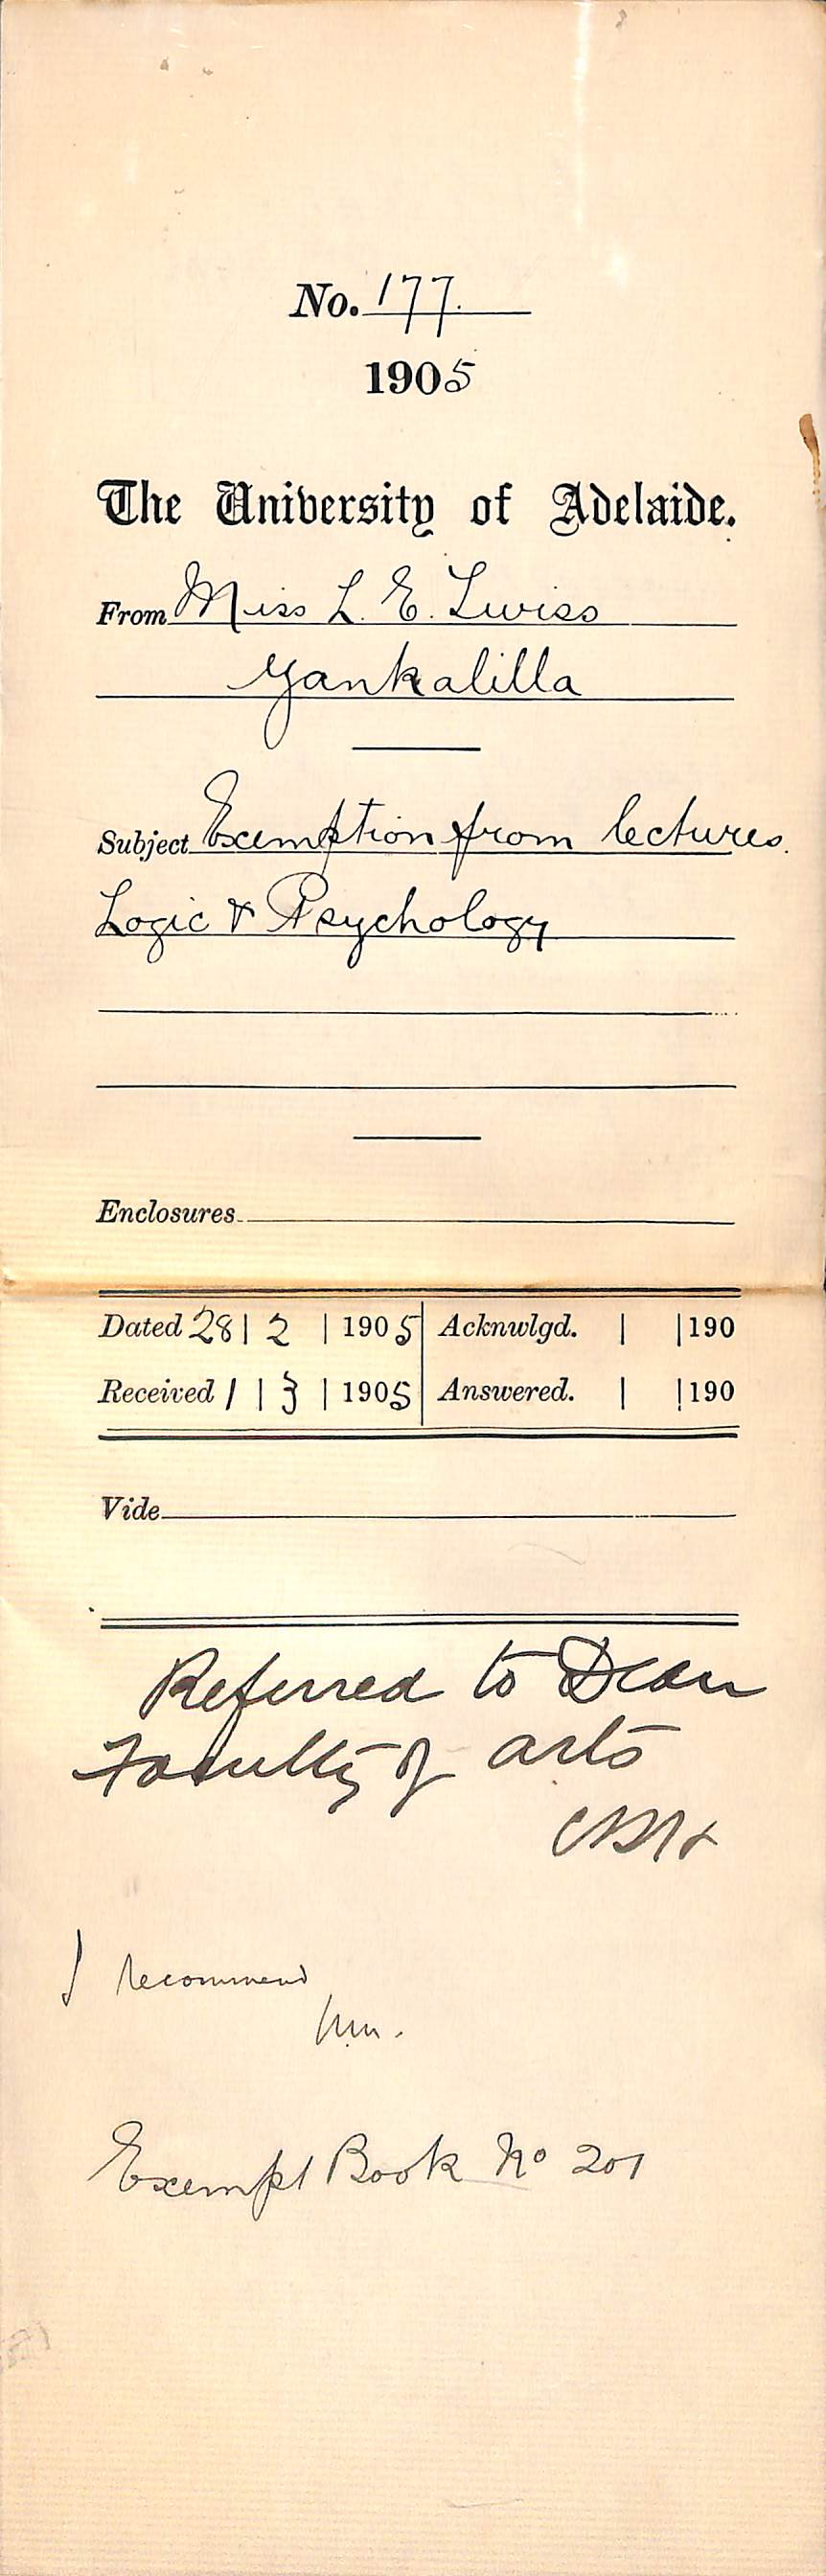 No. 177.
1905
The University of Adelaide.
From Miss L. E. Twiss
Yankalilla
Subject Exemption from lectures.
Logic & Psychology
Enclosures
Dated 28 | 2 | 1905 Acknwlgd. | | 190
Received 1 | 3 | 1905 Answered. | | 190
Vide
Referred to Dean
Faculty of Arts
I recommend
Exempt Book No 201